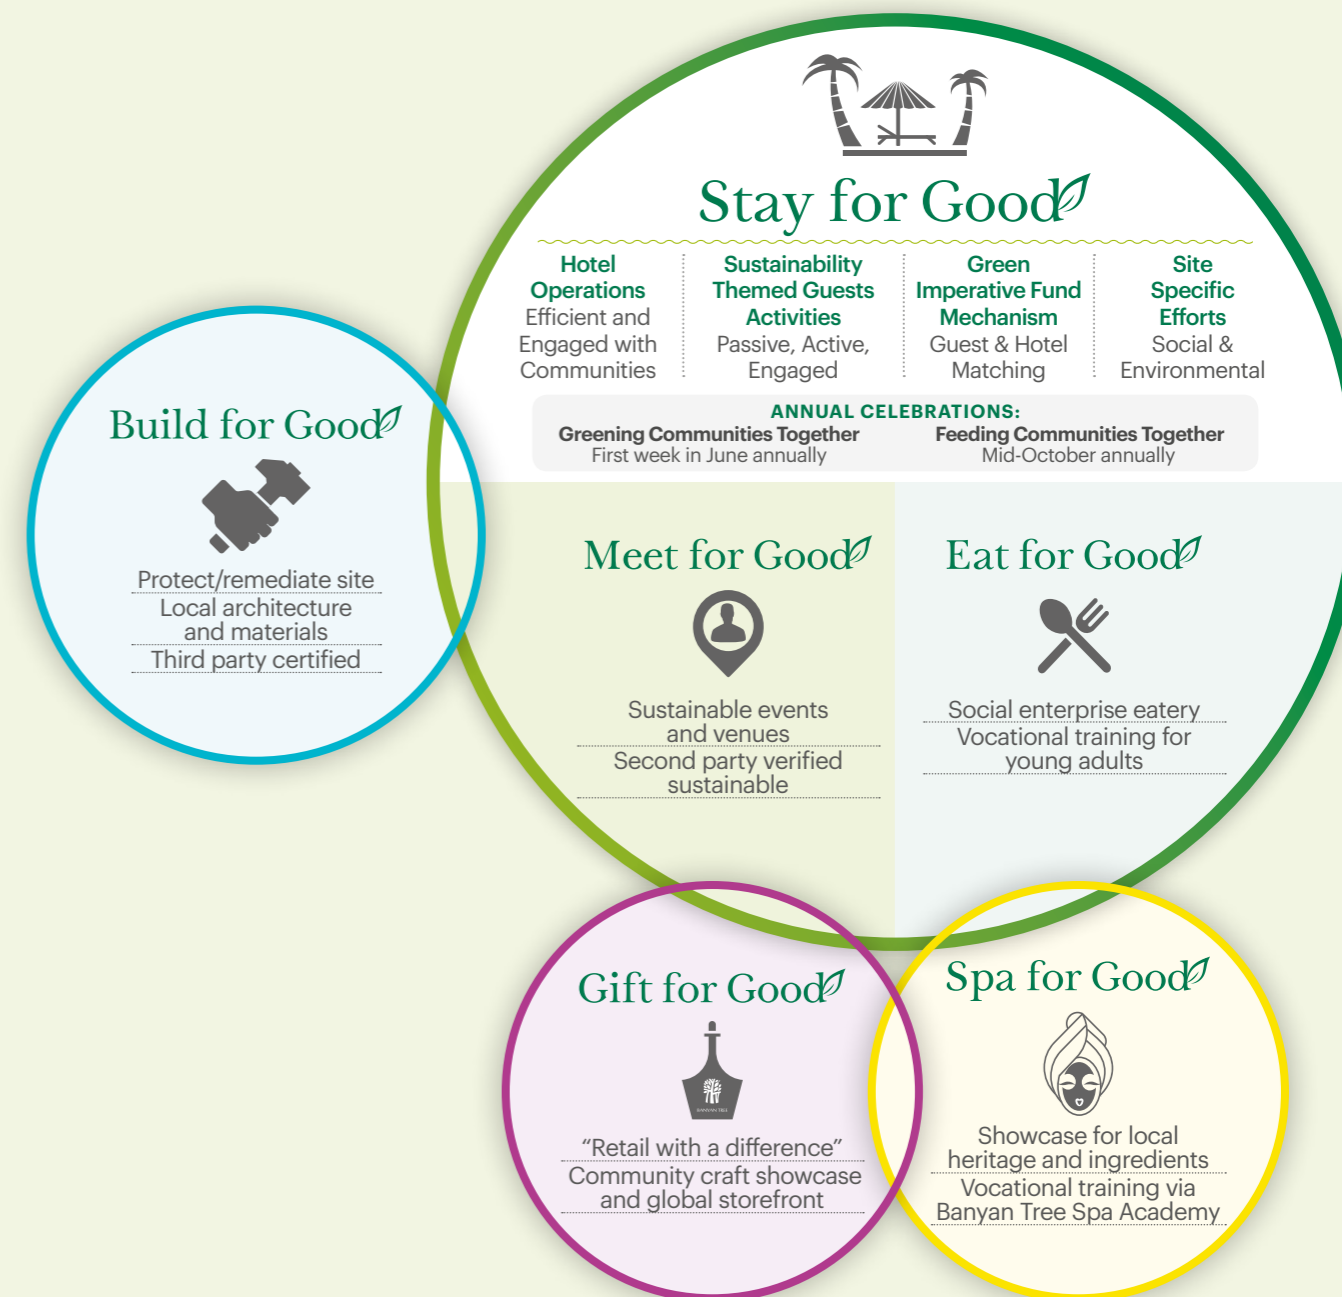 Stay for Good
Hotel
Operations
Efficient and
Engaged with
Communities
Sustainability
Themed Guests
Activities
Passive, Active,
Engaged
Green
Imperative Fund
Mechanism
Guest & Hotel
Matching
Site
Specific
Efforts
Social &
Environmental
ANNUAL CELEBRATIONS:
Greening Communities Together
First week in June annually
Feeding Communities Together
Mid-October annually
Build for Good
Protect/remediate site
Local architecture
and materials
Third party certified
Meet for Good
Sustainable events
and venues
Second party verified
sustainable
Eat for Good
Social enterprise eatery
Vocational training for
young adults
Gift for Good
BANYAN TREE
“Retail with a difference”
Community craft showcase
and global storefront
Spa for Good
Showcase for local
heritage and ingredients
Vocational training via
Banyan Tree Spa Academy